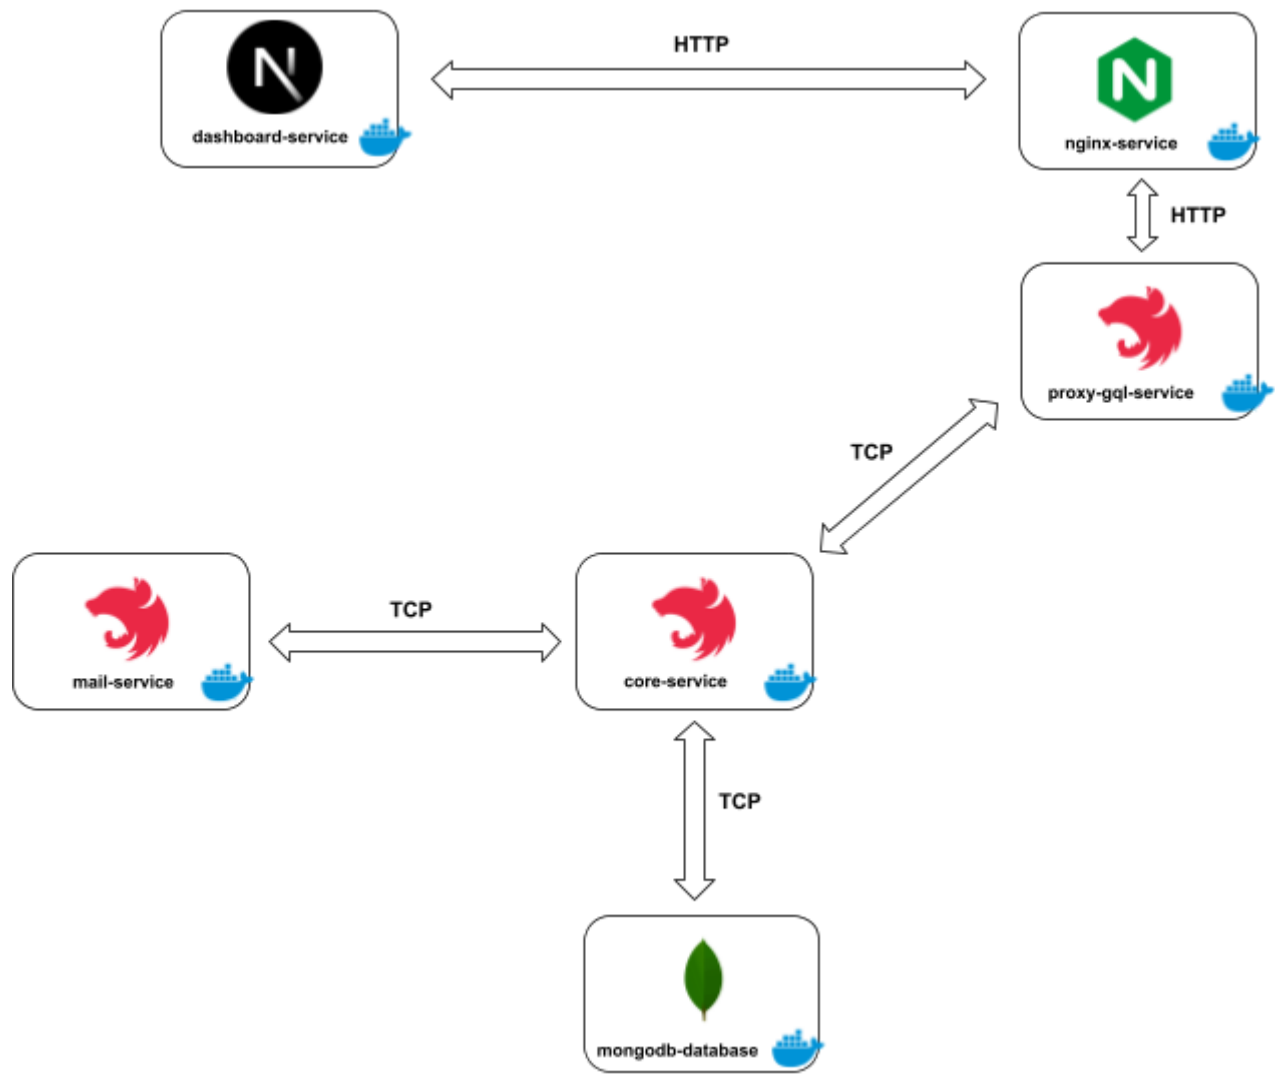 HTTP
N
dashboard-service
N
nginx-service
HTTP
proxy-gql-service
TCP
TCP
mail-service
core-service
TCP
mongodb-database